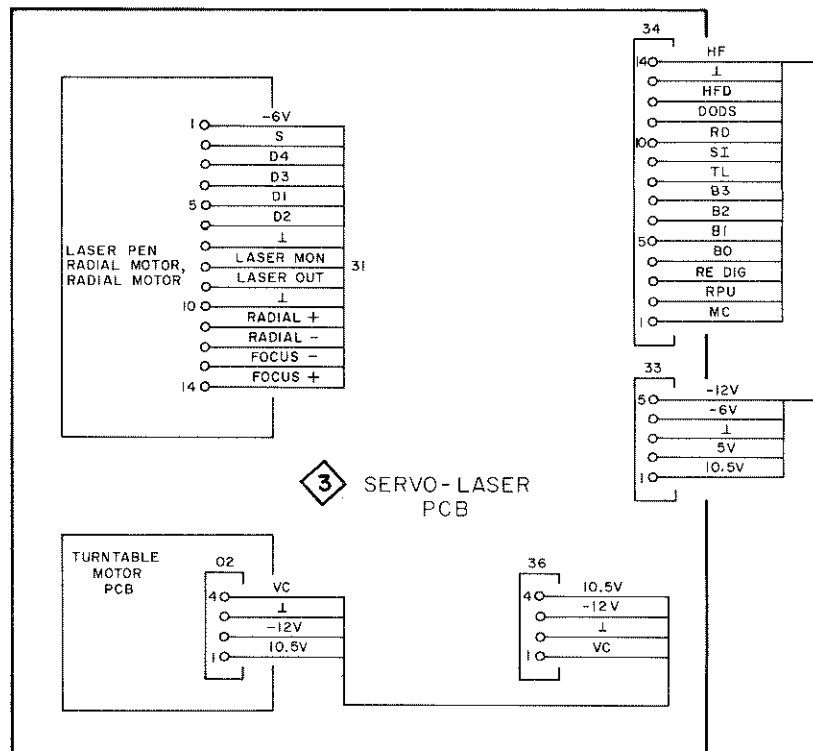 34
14 HF
⊥
HFD
DODS
10 RD
SI
TL
B3
B2
5 B1
B0
RE DIG
RPU
1 MC
1 -6V
S
D4
D3
5 D1
D2
⊥
LASER MON
LASER OUT
10 ⊥
RADIAL +
RADIAL -
FOCUS -
14 FOCUS +
31
LASER PEN
RADIAL MOTOR,
RADIAL MOTOR
33
5 -12V
-6V
⊥
5V
1 10.5V
3 SERVO-LASER
PCB
TURNTABLE
MOTOR
PCB
02
4 VC
⊥
-12V
1 10.5V
36
4 10.5V
-12V
⊥
1 VC